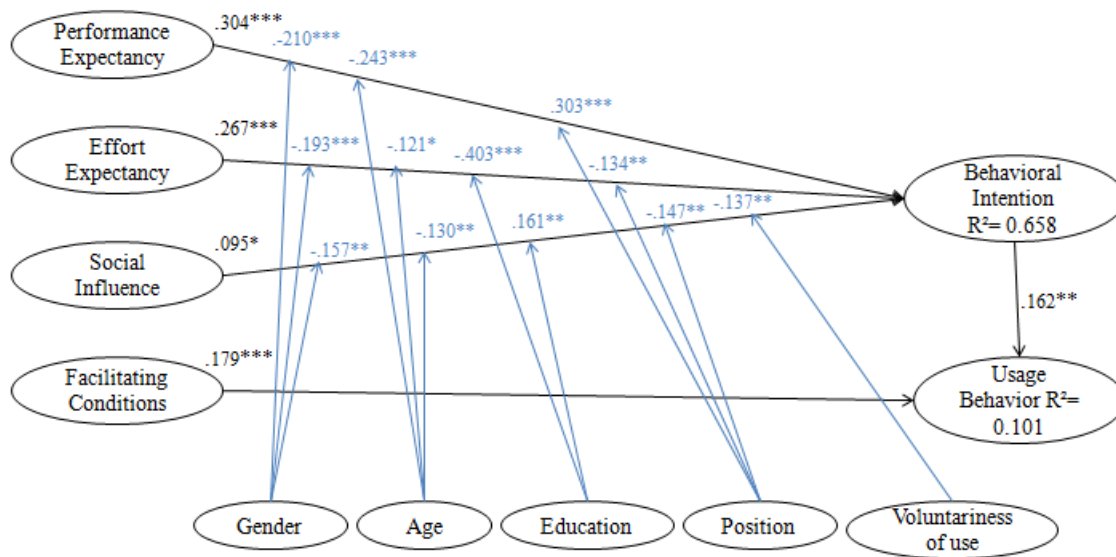 Performance
Expectancy
.304***
.-210***
-.243***
.303***
Effort
Expectancy
.267***
-.193***
-.121*
-.403***
-.134**
Behavioral
Intention
R²= 0.658
Social
Influence
.095*
-.157**
-.130**
.161**
-.147**
-.137**
.162**
Facilitating
Conditions
.179***
Usage
Behavior R²=
0.101
Gender
Age
Education
Position
Voluntariness
of use